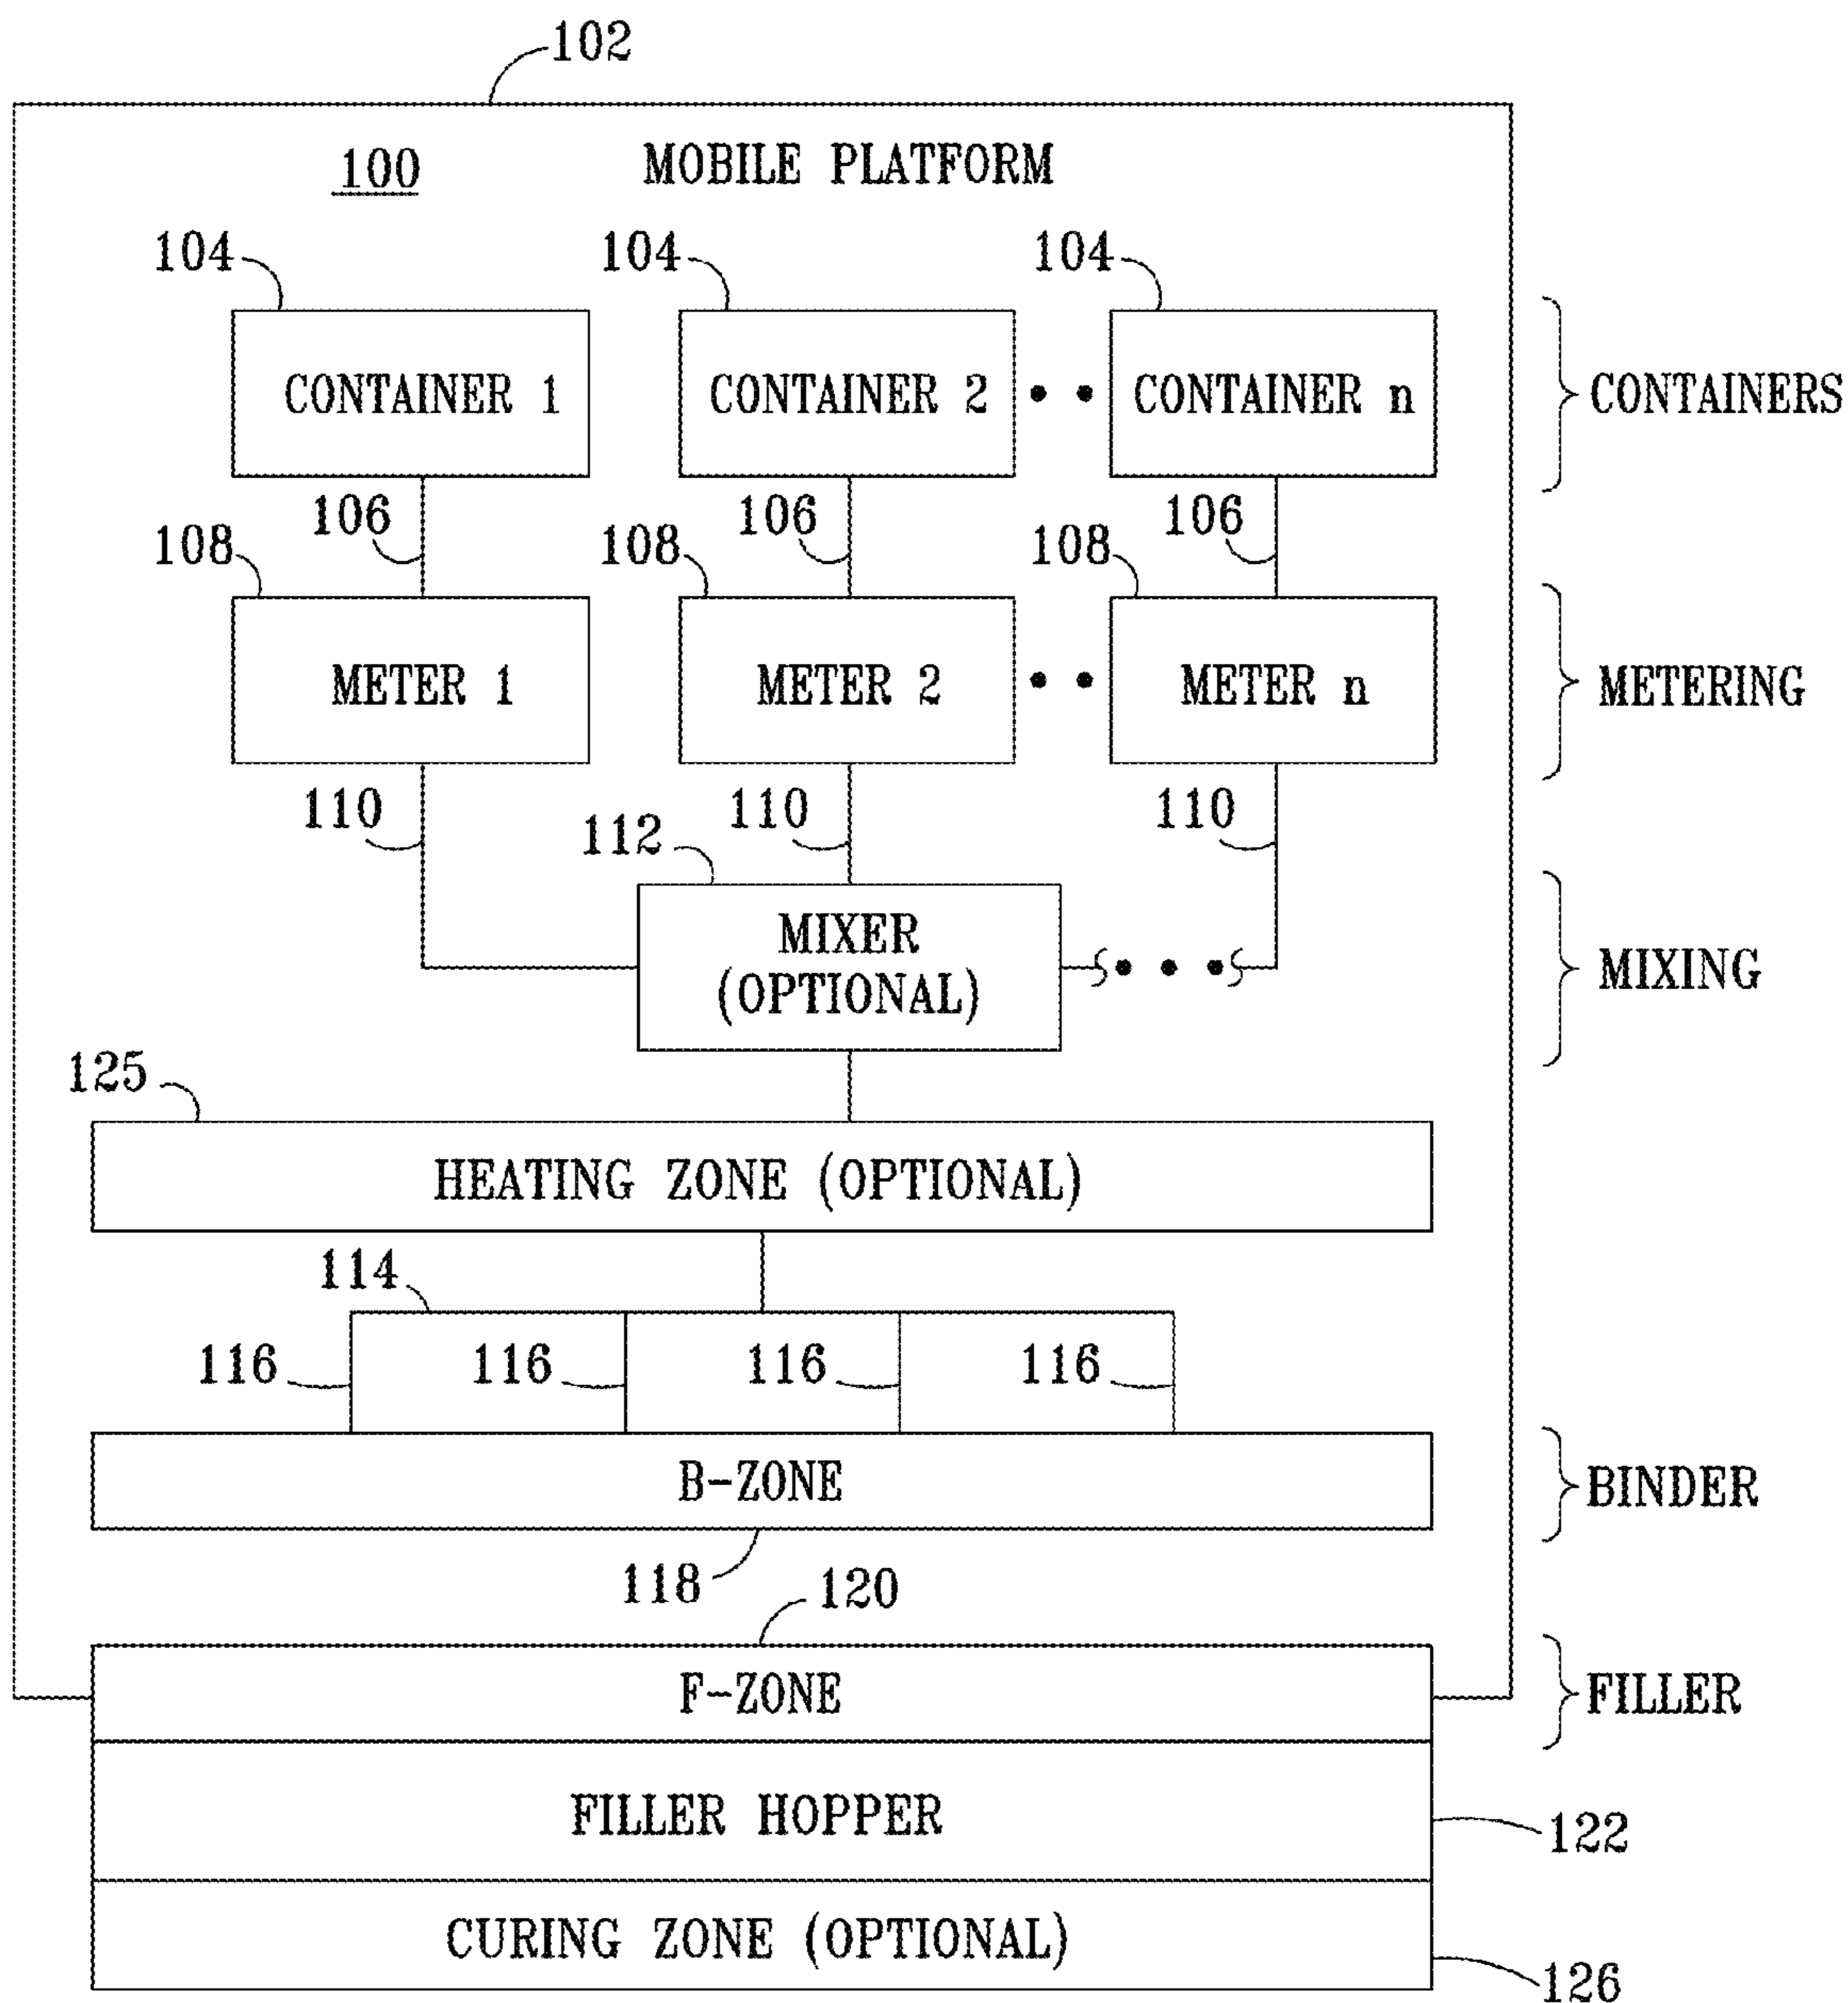 102
100 MOBILE PLATFORM
104 104 104
CONTAINER 1 CONTAINER 2 • • CONTAINER n CONTAINERS
106 106 106
108 108 108
METER 1 METER 2 • • METER n METERING
110 110 110
112
MIXER
(OPTIONAL) • • • MIXING
125
HEATING ZONE (OPTIONAL)
114
116 116 116 116
B-ZONE BINDER
118
120
F-ZONE FILLER
FILLER HOPPER
122
CURING ZONE (OPTIONAL)
126